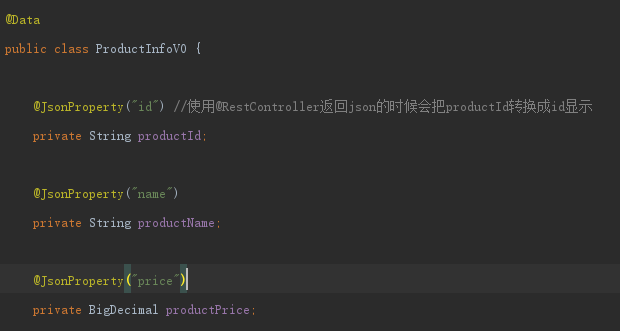 @Data
public class ProductInfoVO {
@JsonProperty("id") //使用@RestController返回json的时候会把productId转换成id显示
private String productId;
@JsonProperty("name")
private String productName;
@JsonProperty("price")
private BigDecimal productPrice;